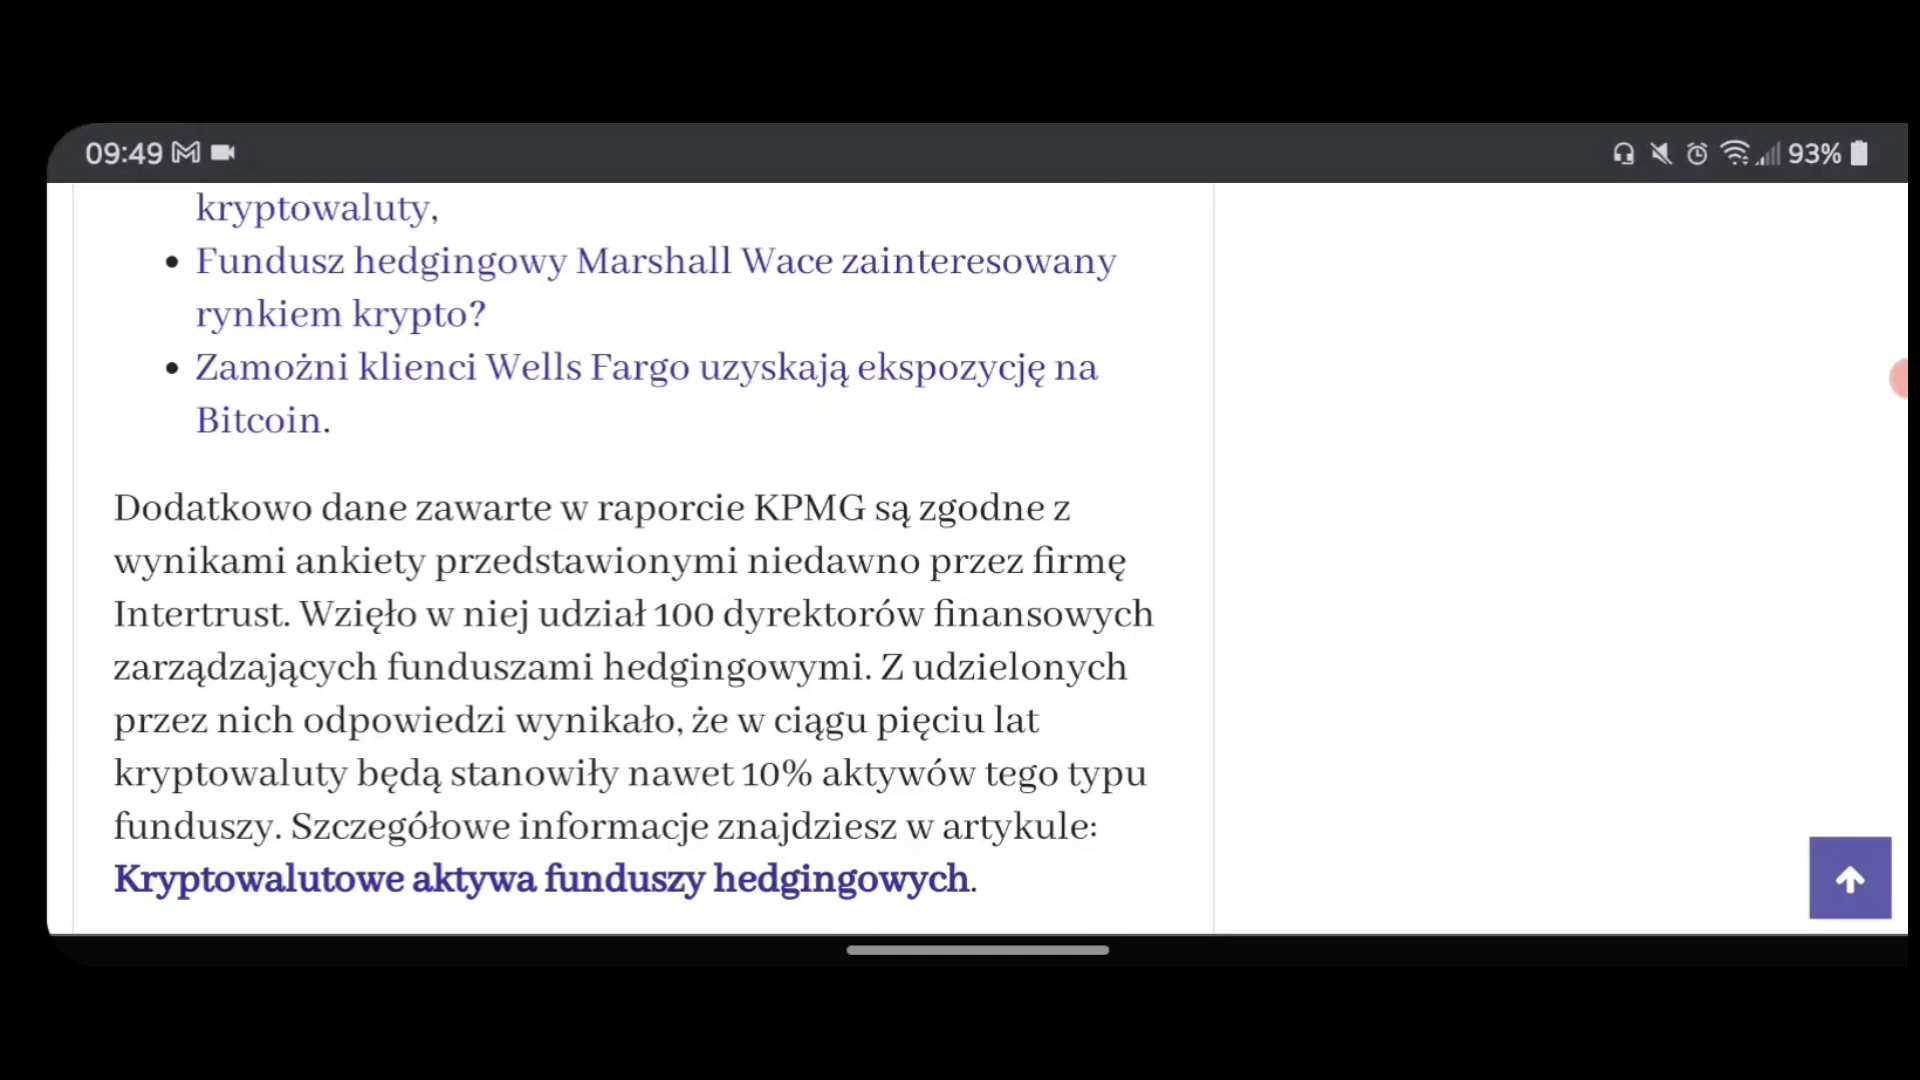 09:49
93%
kryptowaluty,
• Fundusz hedgingowy Marshall Wace zainteresowany
rynkiem krypto?
• Zamożni klienci Wells Fargo uzyskają ekspozycję na
Bitcoin.
Dodatkowo dane zawarte w raporcie KPMG są zgodne z
wynikami ankiety przedstawionymi niedawno przez firmę
Intertrust. Wzięło w niej udział 100 dyrektorów finansowych
zarządzających funduszami hedgingowymi. Z udzielonych
przez nich odpowiedzi wynikało, że w ciągu pięciu lat
kryptowaluty będą stanowiły nawet 10% aktywów tego typu
funduszy. Szczegółowe informacje znajdziesz w artykule:
Kryptowalutowe aktywa funduszy hedgingowych.